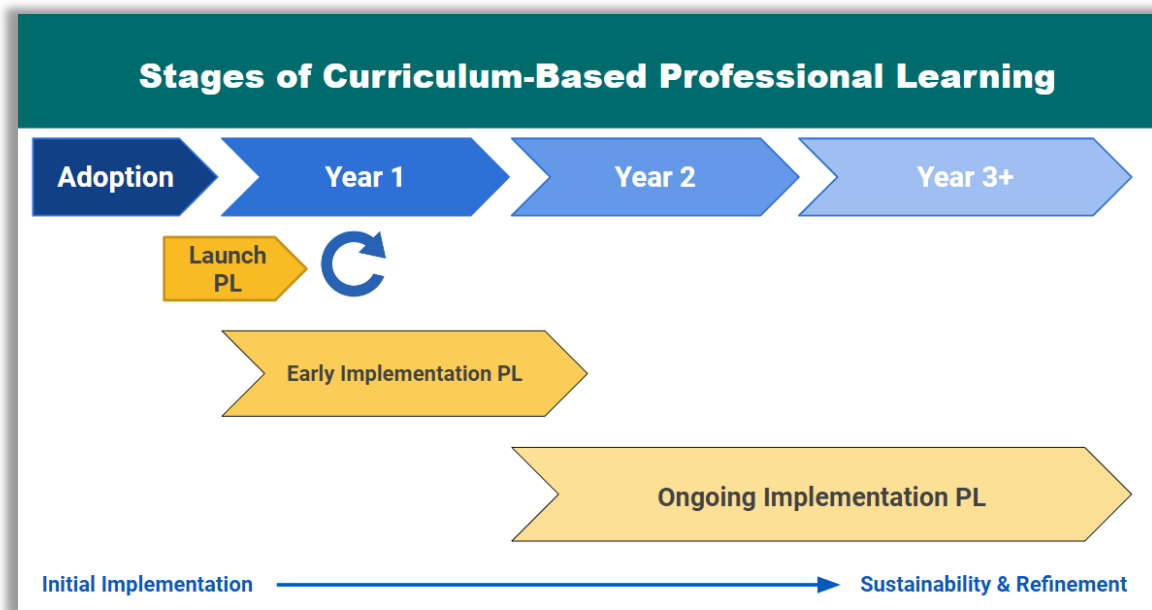 Stages of Curriculum-Based Professional Learning
Adoption
Year 1
Year 2
Year 3+
Launch
PL
Early Implementation PL
Ongoing Implementation PL
Initial Implementation
Sustainability & Refinement